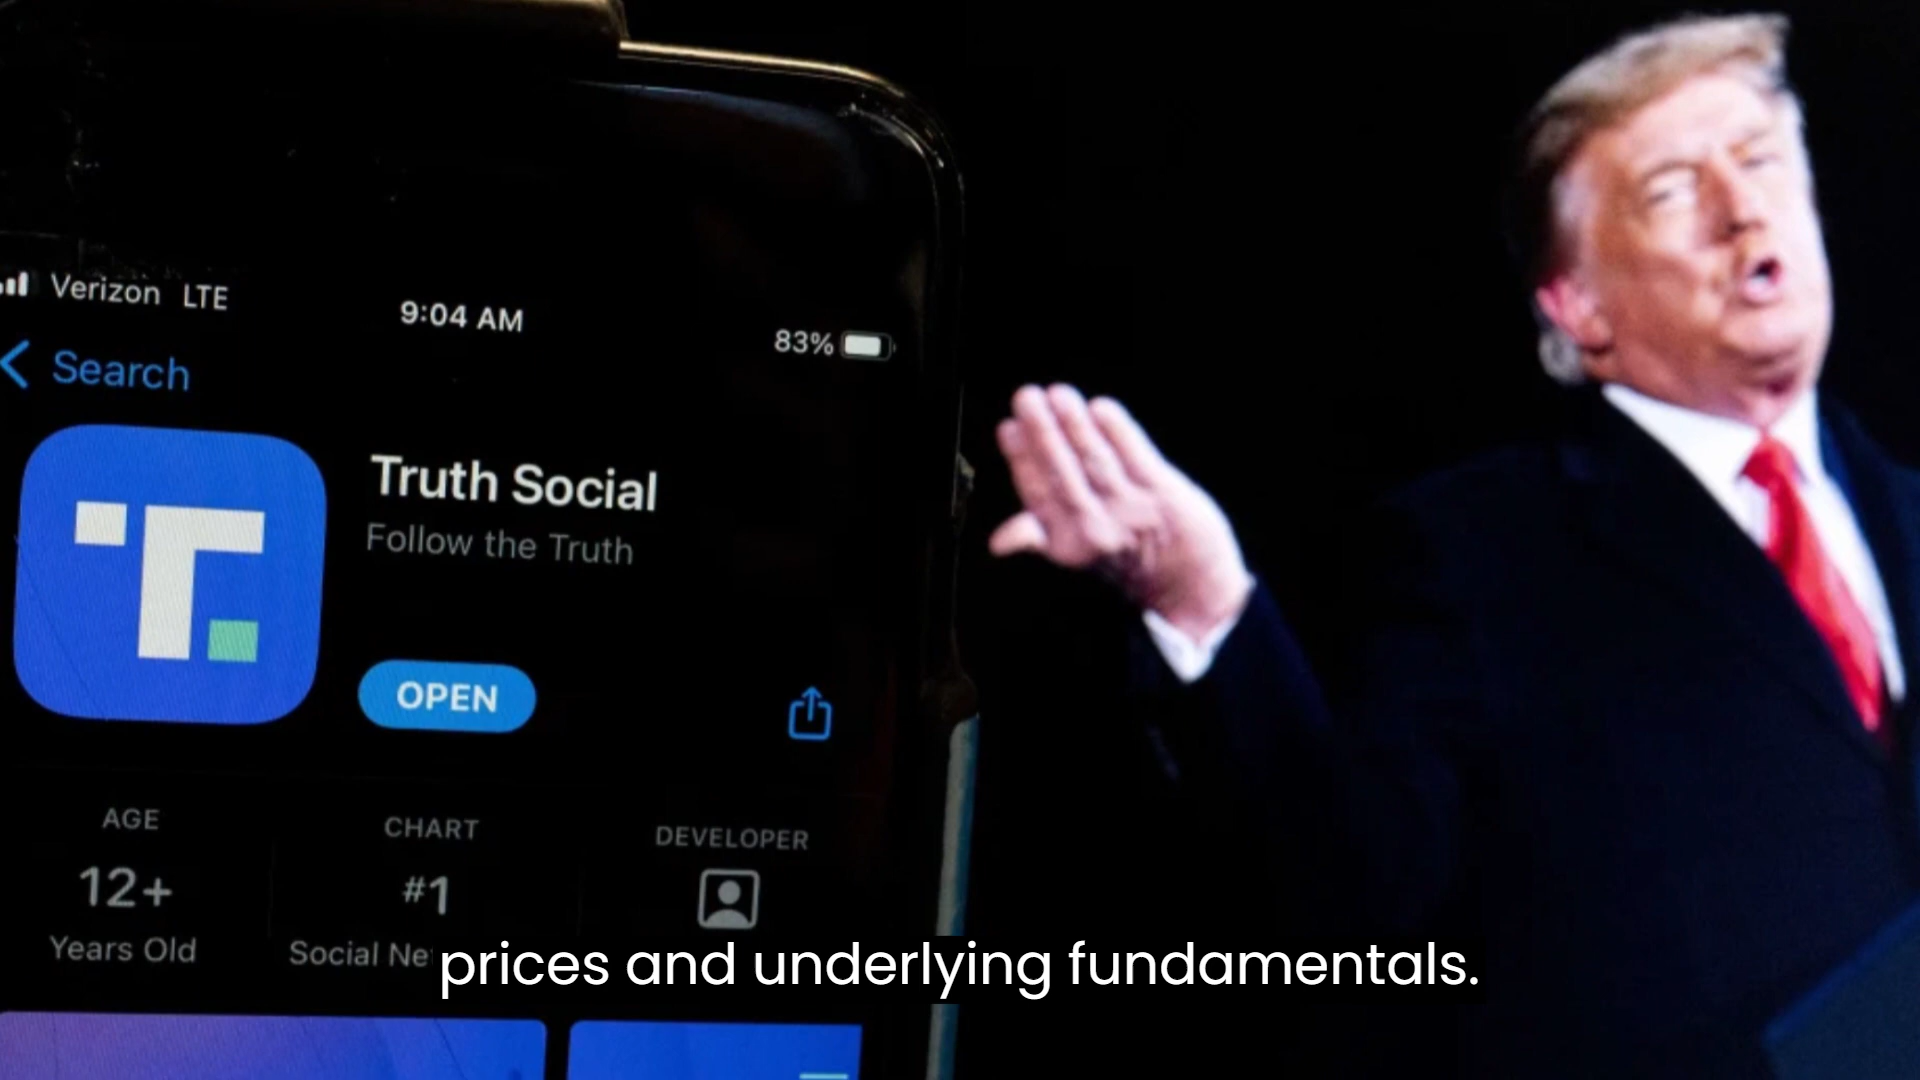 Verizon LTE
9:04 AM
83%
Search
Truth Social
Follow the Truth
OPEN
AGE
CHART
DEVELOPER
12+
#1
Years Old
Social Ne
prices and underlying fundamentals.